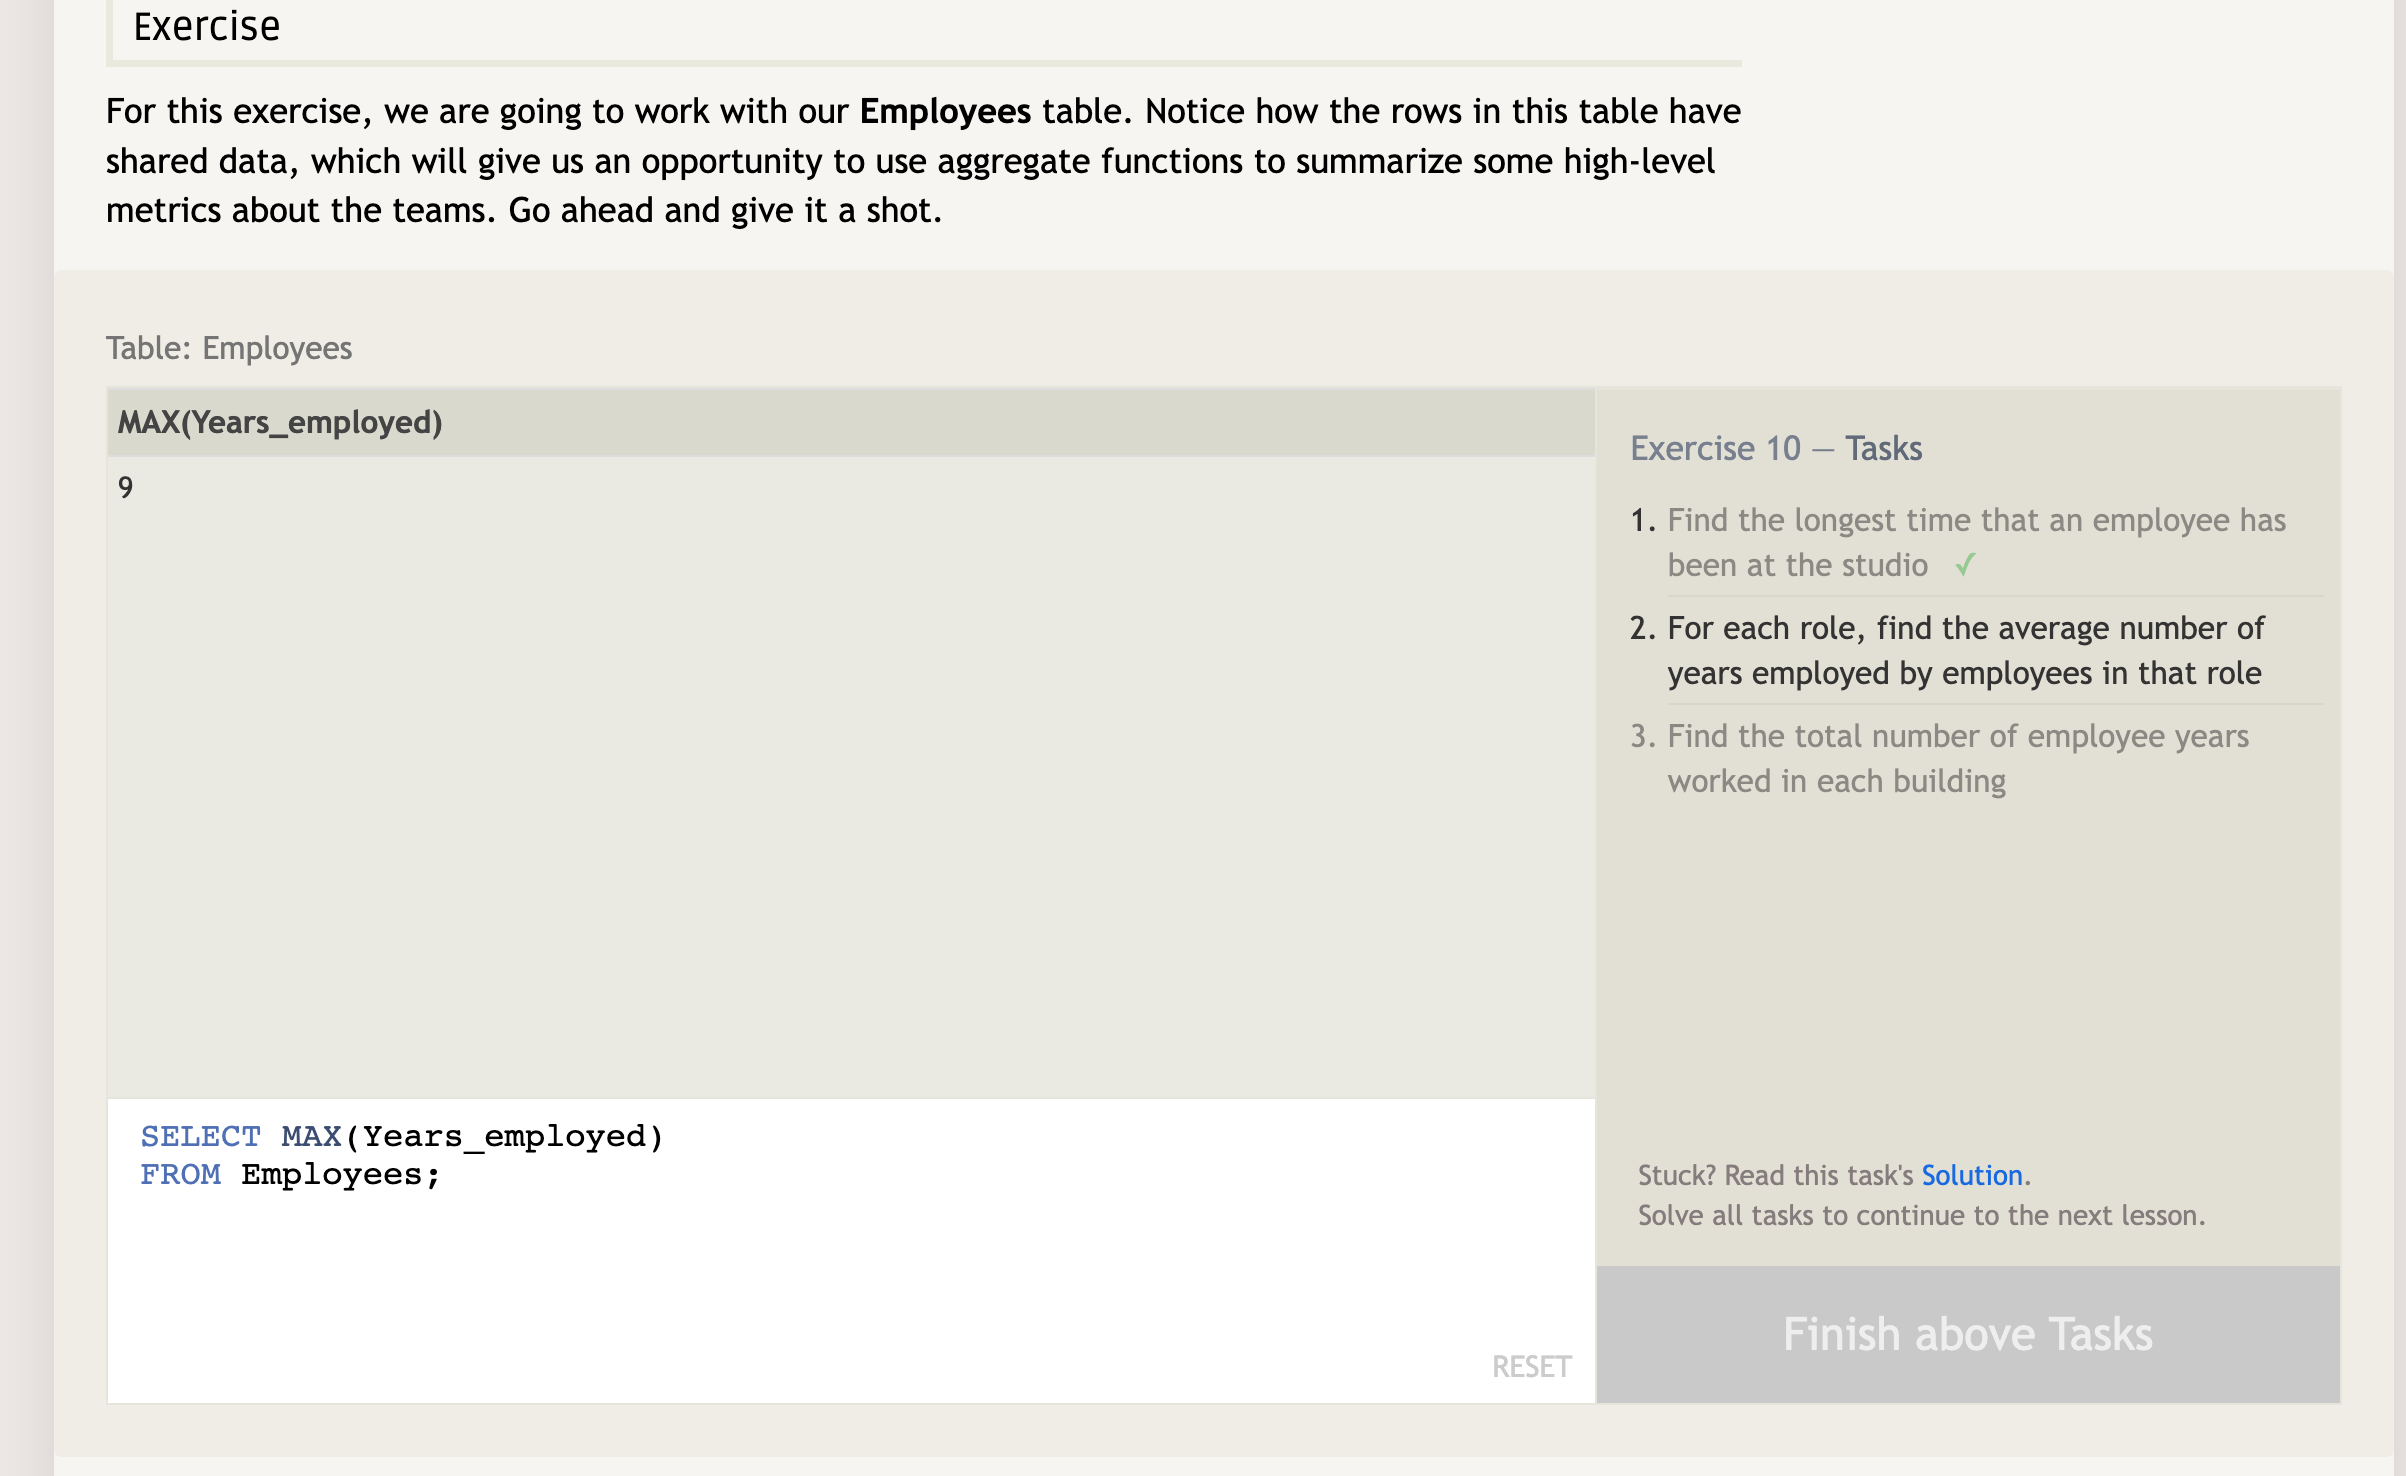 Exercise
For this exercise, we are going to work with our Employees table. Notice how the rows in this table have
shared data, which will give us an opportunity to use aggregate functions to summarize some high-level
metrics about the teams. Go ahead and give it a shot.
Table: Employees
MAX(Years_employed)
9
SELECT MAX(Years_employed)
FROM Employees;
RESET
Exercise 10 — Tasks
1. Find the longest time that an employee has
been at the studio ✓
2. For each role, find the average number of
years employed by employees in that role
3. Find the total number of employee years
worked in each building
Stuck? Read this task's Solution.
Solve all tasks to continue to the next lesson.
Finish above Tasks